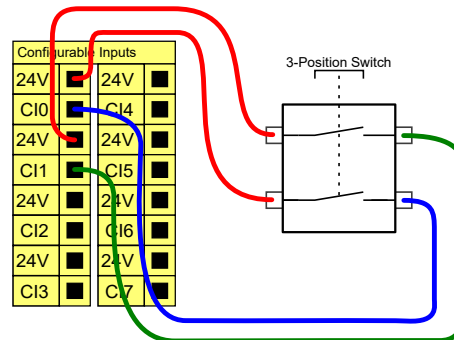 Configurable Inputs
3-Position Switch
24V 24V
CI0 CI4
24V 24V
CI1 CI5
24V 24V
CI2 CI6
24V 24V
CI3 CI7